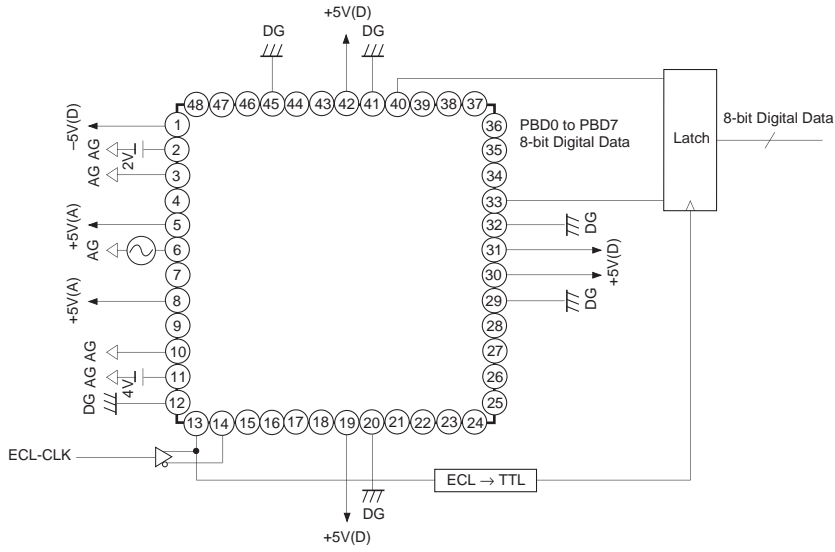 +5V(D)
DG
DG
48 47 46 45 44 43 42 41 40 39 38 37
–5V(D)
1
AG
2V
2
AG
3
4
+5V(A)
5
AG
6
7
+5V(A)
8
9
AG
10
AG
4V
11
DG
12
36
PBD0 to PBD7
8-bit Digital Data
35
34
33
32
DG
31
30
+5V(D)
29
DG
28
27
26
25
Latch
8-bit Digital Data
13 14 15 16 17 18 19 20 21 22 23 24
ECL-CLK
ECL → TTL
DG
+5V(D)